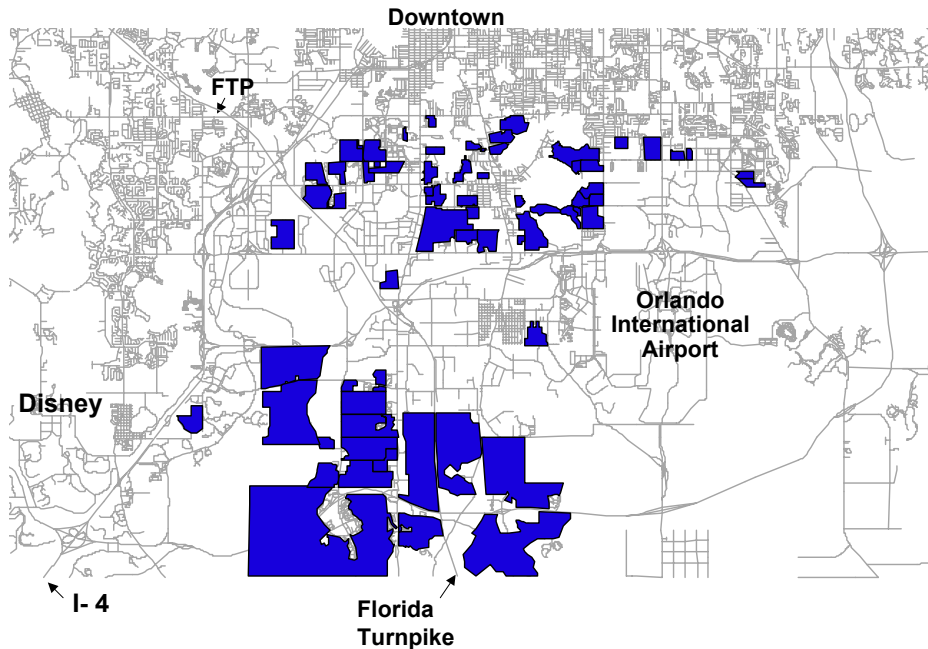 Downtown
FTP
Orlando
International
Airport
Disney
I- 4
Florida
Turnpike